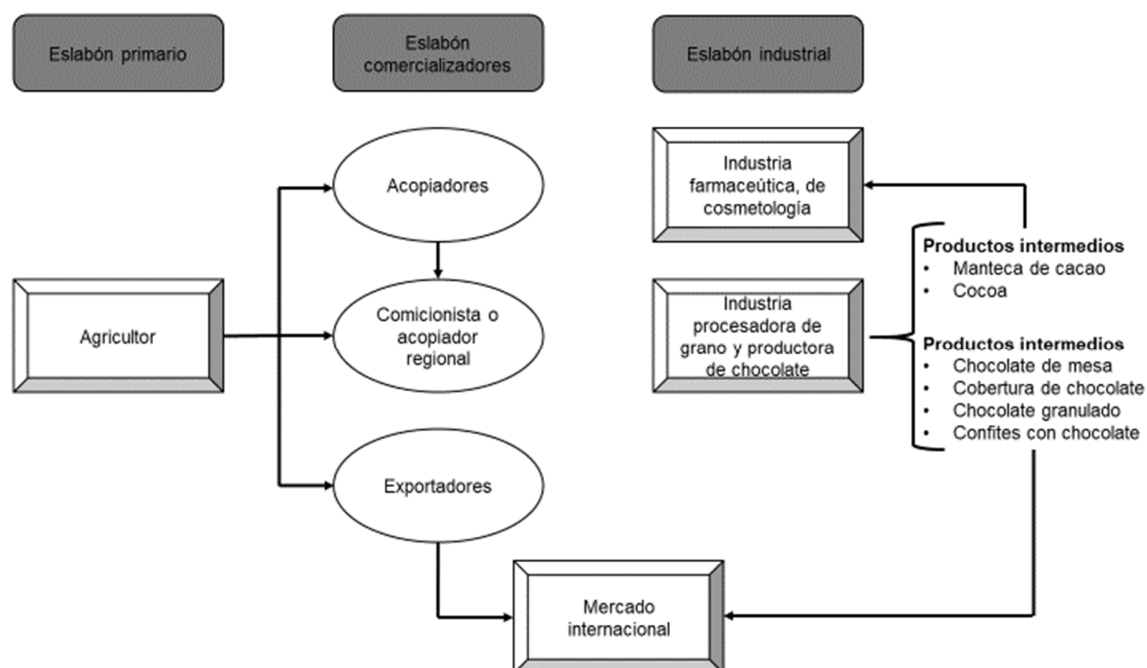 Eslabón primario
Eslabón
comercializadores
Eslabón industrial
Acopiadores
Industria
farmaceútica, de
cosmetología
Productos intermedios
• Manteca de cacao
• Cocoa
Agricultor
Comicionista o
acopiador
regional
Industria
procesadora de
grano y productora
de chocolate
Productos intermedios
• Chocolate de mesa
• Cobertura de chocolate
• Chocolate granulado
• Confites con chocolate
Exportadores
Mercado
internacional